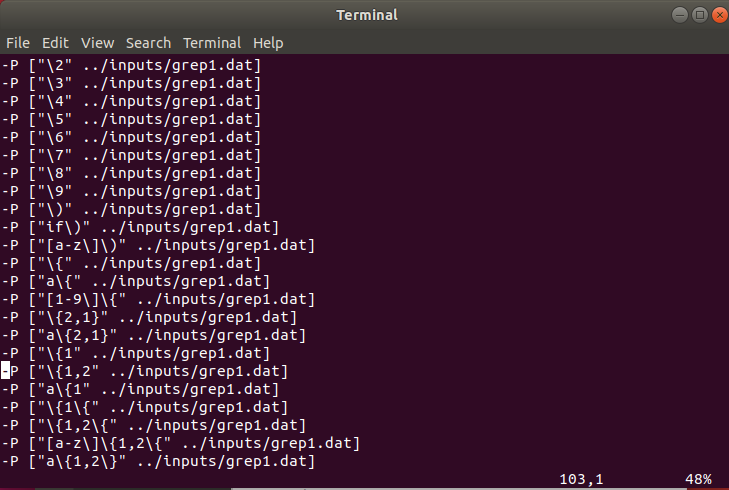 Terminal
File Edit View Search Terminal Help
-P ["\2" ../inputs/grep1.dat]
-P ["\3" ../inputs/grep1.dat]
-P ["\4" ../inputs/grep1.dat]
-P ["\5" ../inputs/grep1.dat]
-P ["\6" ../inputs/grep1.dat]
-P ["\7" ../inputs/grep1.dat]
-P ["\8" ../inputs/grep1.dat]
-P ["\9" ../inputs/grep1.dat]
-P ["\)" ../inputs/grep1.dat]
-P ["if\)" ../inputs/grep1.dat]
-P ["[a-z\]\)" ../inputs/grep1.dat]
-P ["\{" ../inputs/grep1.dat]
-P ["a\{" ../inputs/grep1.dat]
-P ["[1-9\]\{" ../inputs/grep1.dat]
-P ["\{2,1}" ../inputs/grep1.dat]
-P ["a\{2,1}" ../inputs/grep1.dat]
-P ["\{1" ../inputs/grep1.dat]
-P ["\{1,2" ../inputs/grep1.dat]
-P ["a\{1" ../inputs/grep1.dat]
-P ["\{1\{" ../inputs/grep1.dat]
-P ["\{1,2\{" ../inputs/grep1.dat]
-P ["[a-z\]\{1,2\{" ../inputs/grep1.dat]
-P ["a\{1,2\}" ../inputs/grep1.dat]
103,1 48%